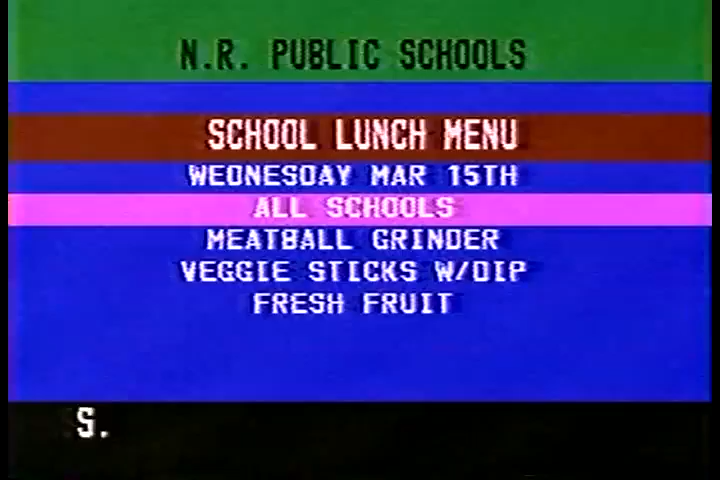 N.R. PUBLIC SCHOOLS
SCHOOL LUNCH MENU
WEDNESDAY MAR 15TH
ALL SCHOOLS
MEATBALL GRINDER
VEGGIE STICKS W/DIP
FRESH FRUIT
S.